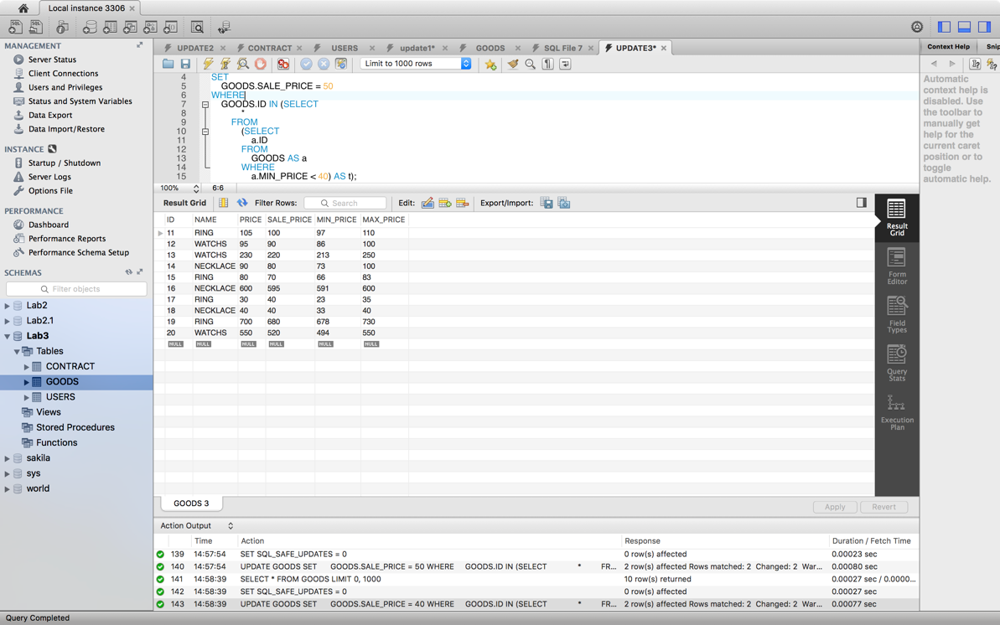 Local instance 3306
MANAGEMENT
Server Status
Client Connections
Users and Privileges
Status and System Variables
Data Export
Data Import/Restore
INSTANCE
Startup / Shutdown
Server Logs
Options File
PERFORMANCE
Dashboard
Performance Reports
Performance Schema Setup
SCHEMAS
Filter objects
Lab2
Lab2.1
Lab3
Tables
CONTRACT
GOODS
USERS
Views
Stored Procedures
Functions
sakila
sys
world
UPDATE2 CONTRACT USERS update1* GOODS SQL File 7 UPDATE3*
Limit to 1000 rows
4 SET
5 GOODS.SALE_PRICE = 50
6 WHERE
7 GOODS.ID IN (SELECT
8 *
9 FROM
10 (SELECT
11 a.ID
12 FROM
13 GOODS AS a
14 WHERE
15 a.MIN_PRICE < 40) AS t);
100% 6:6
Result Grid Filter Rows: Search Edit: Export/Import:
ID NAME PRICE SALE_PRICE MIN_PRICE MAX_PRICE
11 RING 105 100 97 110
12 WATCHS 95 90 86 100
13 WATCHS 230 220 213 250
14 NECKLACE 90 80 73 100
15 RING 80 70 66 83
16 NECKLACE 600 595 591 600
17 RING 30 40 23 35
18 NECKLACE 40 40 33 40
19 RING 700 680 678 730
20 WATCHS 550 520 494 550
NULL NULL NULL NULL NULL NULL
Result
Grid
Form
Editor
Field
Types
Query
Stats
Execution
Plan
Context Help Snip
Automatic
context help is
disabled. Use
the toolbar to
manually get
help for the
current caret
position or to
toggle
automatic help.
GOODS 3 Apply Revert
Action Output
Time Action Response Duration / Fetch Time
139 14:57:54 SET SQL_SAFE_UPDATES = 0 0 row(s) affected 0.00023 sec
140 14:57:54 UPDATE GOODS SET GOODS.SALE_PRICE = 50 WHERE GOODS.ID IN (SELECT * FR... 2 row(s) affected Rows matched: 2 Changed: 2 War... 0.00080 sec
141 14:58:39 SELECT * FROM GOODS LIMIT 0, 1000 10 row(s) returned 0.00027 sec / 0.0000...
142 14:58:39 SET SQL_SAFE_UPDATES = 0 0 row(s) affected 0.00028 sec
143 14:58:39 UPDATE GOODS SET GOODS.SALE_PRICE = 40 WHERE GOODS.ID IN (SELECT * FR... 2 row(s) affected Rows matched: 2 Changed: 2 War... 0.00077 sec
Query Completed